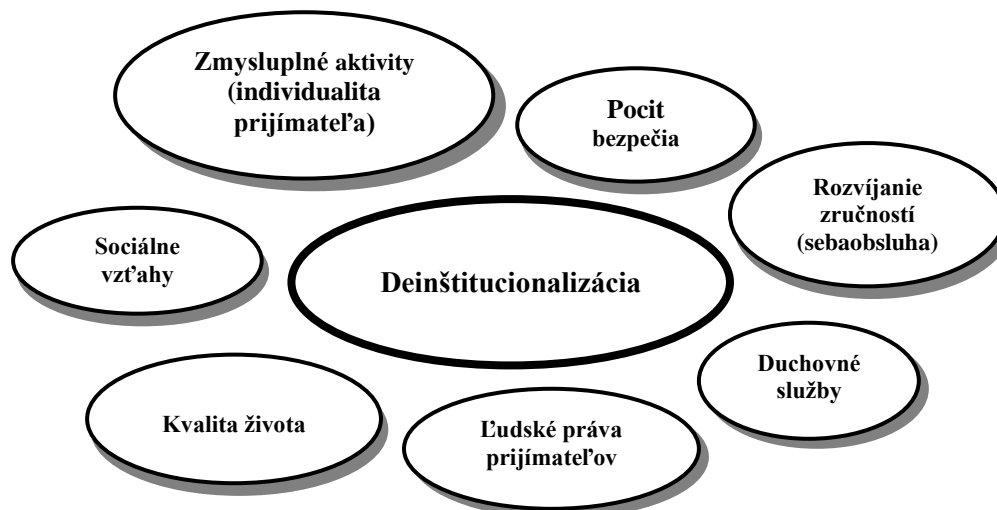 Zmysluplné aktivity
(individualita
prijímateľa)
Pocit
bezpečia
Rozvíjanie
zručností
(sebaobsluha)
Sociálne
vzťahy
Deinštitucionalizácia
Duchovné
služby
Kvalita života
Ľudské práva
prijímateľov